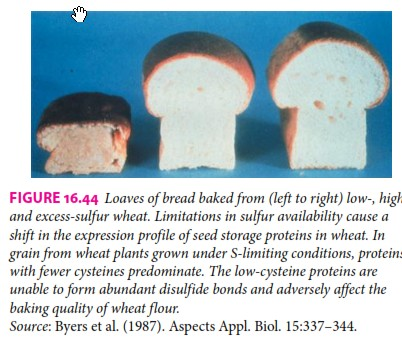 FIGURE 16.44 Loaves of bread baked from (left to right) low-, high
and excess-sulfur wheat. Limitations in sulfur availability cause a
shift in the expression profile of seed storage proteins in wheat. In
grain from wheat plants grown under S-limiting conditions, proteins
with fewer cysteines predominate. The low-cysteine proteins are
unable to form abundant disulfide bonds and adversely affect the
baking quality of wheat flour.
Source: Byers et al. (1987). Aspects Appl. Biol. 15:337–344.